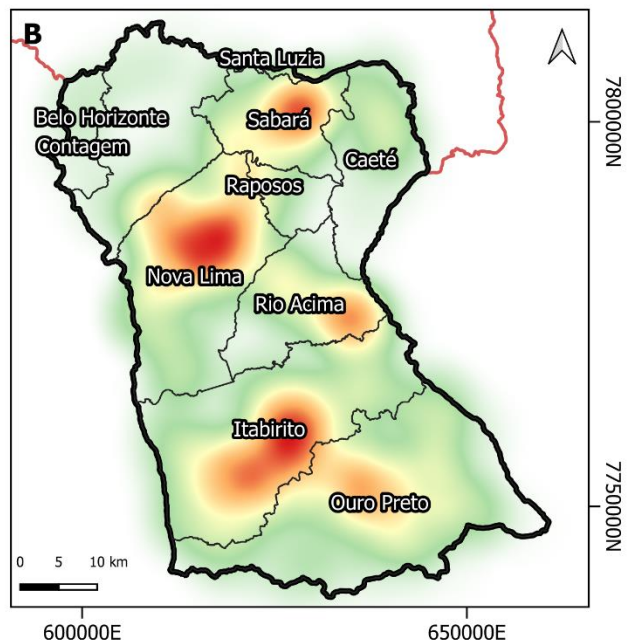 B
Santa Luzia
Belo Horizonte
Sabará
Contagem
Caeté
Raposos
Nova Lima
Rio Acima
Itabirito
Ouro Preto
0 5 10 km
7800000N
7750000N
600000E 650000E